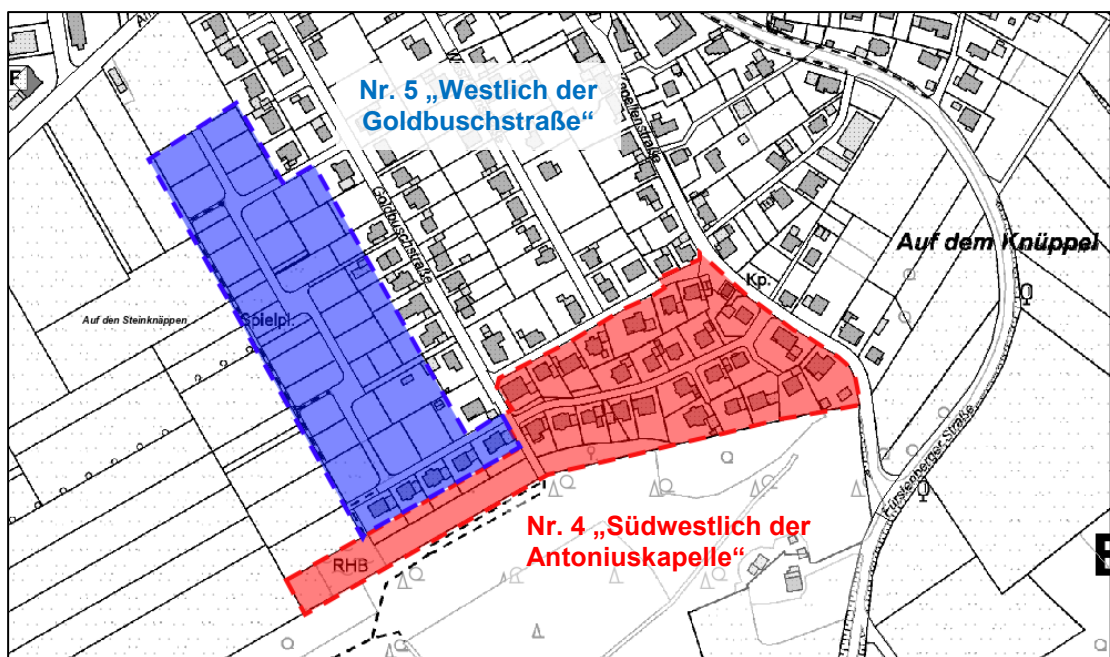 F
Nr. 5 „Westlich der
Goldbuschstraße“
Goldbuschstraße
Auf dem Knüppel
Kp.
Auf den Steinknäppen
Spielpl.
Fürstenberger Straße
Nr. 4 „Südwestlich der
Antoniuskapelle“
RHB